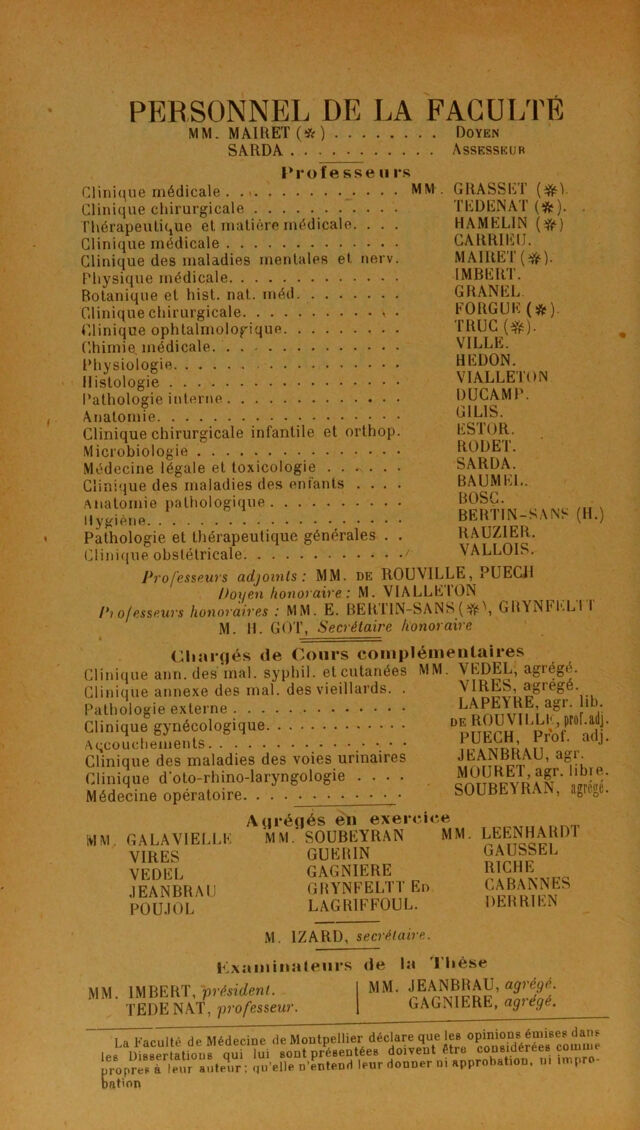 PERSONNEL DE LA FACULTÉ
MM. MAIRET (✻) . . . . . . . . DOYEN
SARDA . . . . . . . . . . . ASSESSEUR
Professeurs
Clinique médicale . . . . . . . . . . . . . MM. GRASSET (✻)
Clinique chirurgicale . . . . . . . . . . . TEDENAT (✻).
Thérapeutique et matière médicale. . . . HAMELIN (✻)
Clinique médicale . . . . . . . . . . . . . CARRIEU.
Clinique des maladies mentales et nerv. MAIRET (✻).
Physique médicale. . . . . . . . . . . . . IMBERT.
Botanique et hist. nat. méd. . . . . . . . GRANEL.
Clinique chirurgicale. . . . . . . . . . . . FORGUE (✻).
Clinique ophtalmologique. . . . . . . . . TRUC (✻).
Chimie médicale. . . . . . . . . . . . . . VILLE.
Physiologie. . . . . . . . . . . . . . . . HEDON.
Histologie . . . . . . . . . . . . . . . . VIALLETON
Pathologie interne . . . . . . . . . . . . DUCAMP.
Anatomie. . . . . . . . . . . . . . . . . GILIS.
Clinique chirurgicale infantile et orthop. ESTOR.
Microbiologie . . . . . . . . . . . . . . RODET.
Médecine légale et toxicologie . . . . . . SARDA.
Clinique des maladies des enfants . . . . BAUMEL.
Anatomie pathologique . . . . . . . . . . BOSC.
Hygiène. . . . . . . . . . . . . . . . . . BERTIN-SANS (H.)
Pathologie et thérapeutique générales . . RAUZIER.
Clinique obstétricale. . . . . . . . . . . . VALLOIS.
Professeurs adjoints : MM. DE ROUVILLE, PUECH
Doyen honoraire : M. VIALLETON
Professeurs honoraires : MM. E. BERTIN-SANS (✻), GRYNFELTT
M. H. GOT, Secrétaire honoraire
Chargés de Cours complémentaires
Clinique ann. des mal. syphil. et cutanées MM. VEDEL, agrégé.
Clinique annexe des mal. des vieillards. . VIRES, agrégé.
Pathologie externe . . . . . . . . . . . . LAPEYRE, agr. lib.
Clinique gynécologique. . . . . . . . . . . DE ROUVILLE, prof. adj.
Accouchements. . . . . . . . . . . . . . . PUECH, Prof. adj.
Clinique des maladies des voies urinaires JEANBRAU, agr.
Clinique d'oto-rhino-laryngologie . . . . MOURET, agr. libre.
Médecine opératoire. . . . . . . . . . . . SOUBEYRAN, agrégé.
Agrégés en exercice
MM. GALAVIELLE MM. SOUBEYRAN MM. LEENHARDT
VIRES GUERIN GAUSSEL
VEDEL GAGNIERE RICHE
JEANBRAU GRYNFELTT ED CABANNES
POUJOL LAGRIFFOUL. DERRIEN
M. IZARD, secrétaire.
Examinateurs de la Thèse
MM. IMBERT, président. MM. JEANBRAU, agrégé.
TEDENAT, professeur. GAGNIERE, agrégé.
La Faculté de Médecine de Montpellier déclare que les opinions émises dans
les Dissertations qui lui sont présentées doivent être considérées comme
propres à leur auteur; qu'elle n'entend leur donner ni approbation, ni impro-
bation